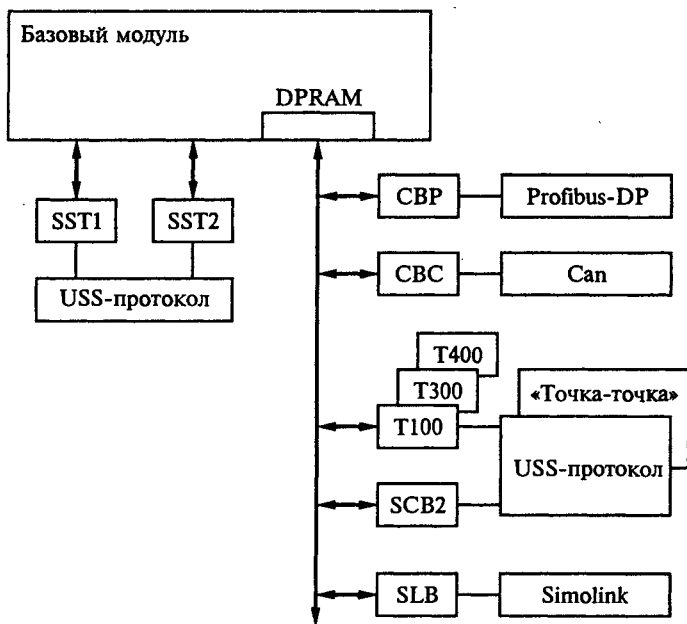 Базовый модуль
DPRAM
SST1
SST2
USS-протокол
CBP
Profibus-DP
CBC
Can
T400
T300
T100
«Точка-точка»
USS-протокол
SCB2
SLB
Simolink